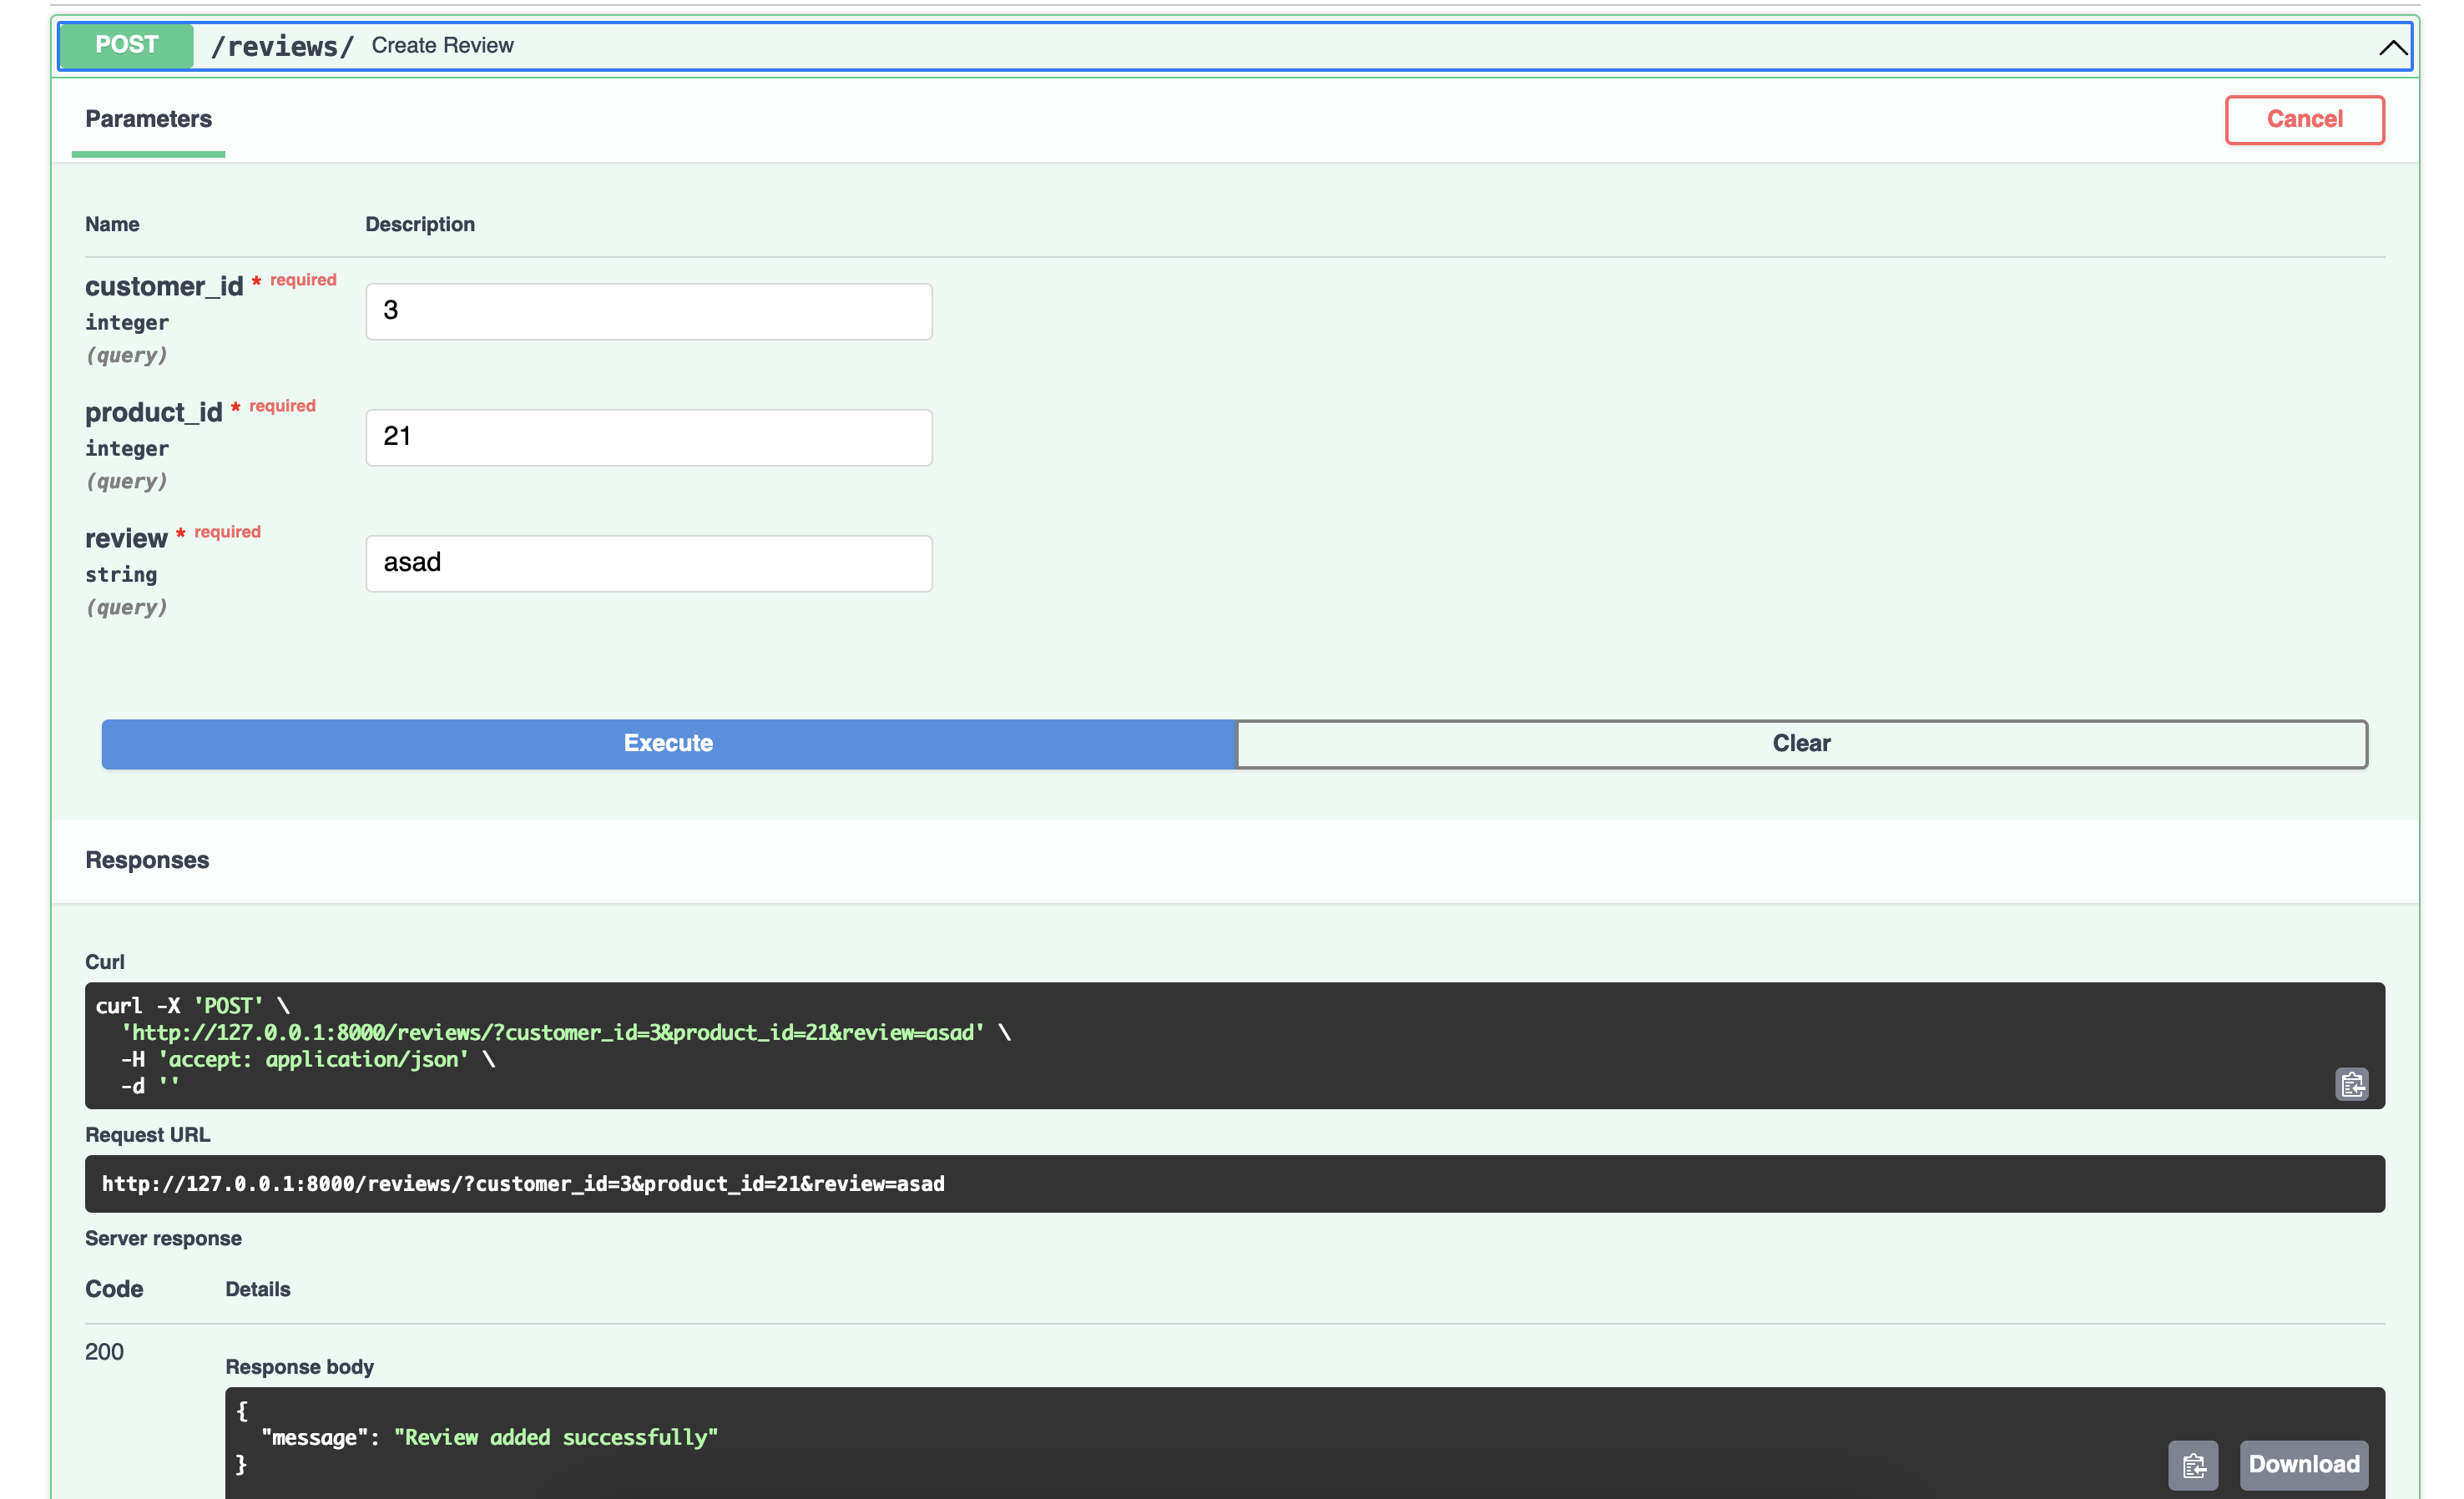 POST /reviews/ Create Review
Parameters
Cancel
Name Description
customer_id * required
integer
(query)
3
product_id * required
integer
(query)
21
review * required
string
(query)
asad
Execute Clear
Responses
Curl
curl -X 'POST' \
'http://127.0.0.1:8000/reviews/?customer_id=3&product_id=21&review=asad' \
-H 'accept: application/json' \
-d ''
Request URL
http://127.0.0.1:8000/reviews/?customer_id=3&product_id=21&review=asad
Server response
Code Details
200
Response body
{
"message": "Review added successfully"
}
Download